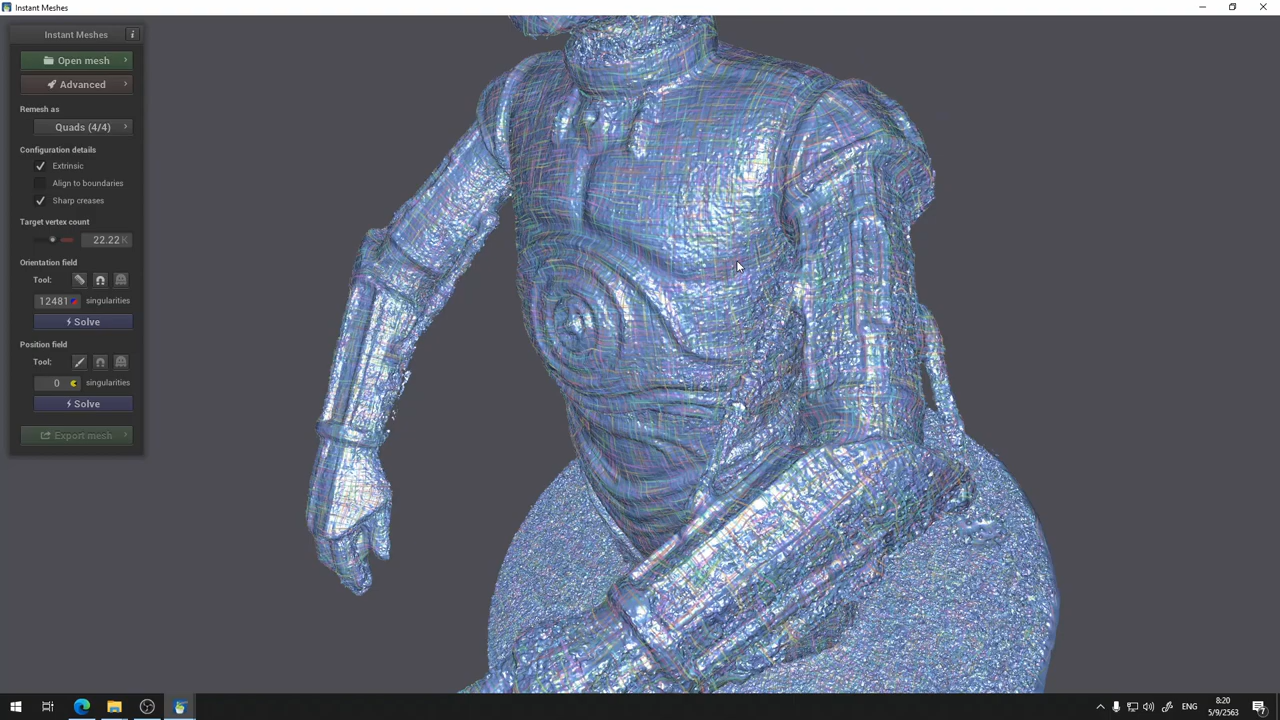 Instant Meshes
Instant Meshes i
Open mesh
Advanced
Remesh as
Quads (4/4)
Configuration details
Extrinsic
Align to boundaries
Sharp creases
Target vertex count
22.22 K
Orientation field
Tool:
12481 singularities
Solve
Position field
Tool:
0 singularities
Solve
Export mesh
ENG
8:20
5/9/2563